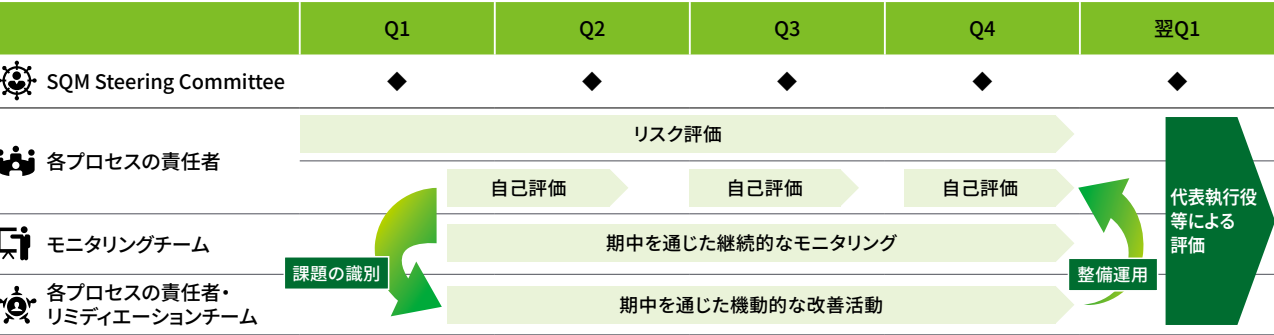 Q1
Q2
Q3
Q4
翌Q1
SQM Steering Committee
◆
◆
◆
◆
◆
各プロセスの責任者
リスク評価
自己評価
自己評価
自己評価
モニタリングチーム
期中を通じた継続的なモニタリング
課題の識別
整備運用
各プロセスの責任者・
リミディエーションチーム
期中を通じた機動的な改善活動
代表執行役
等による
評価